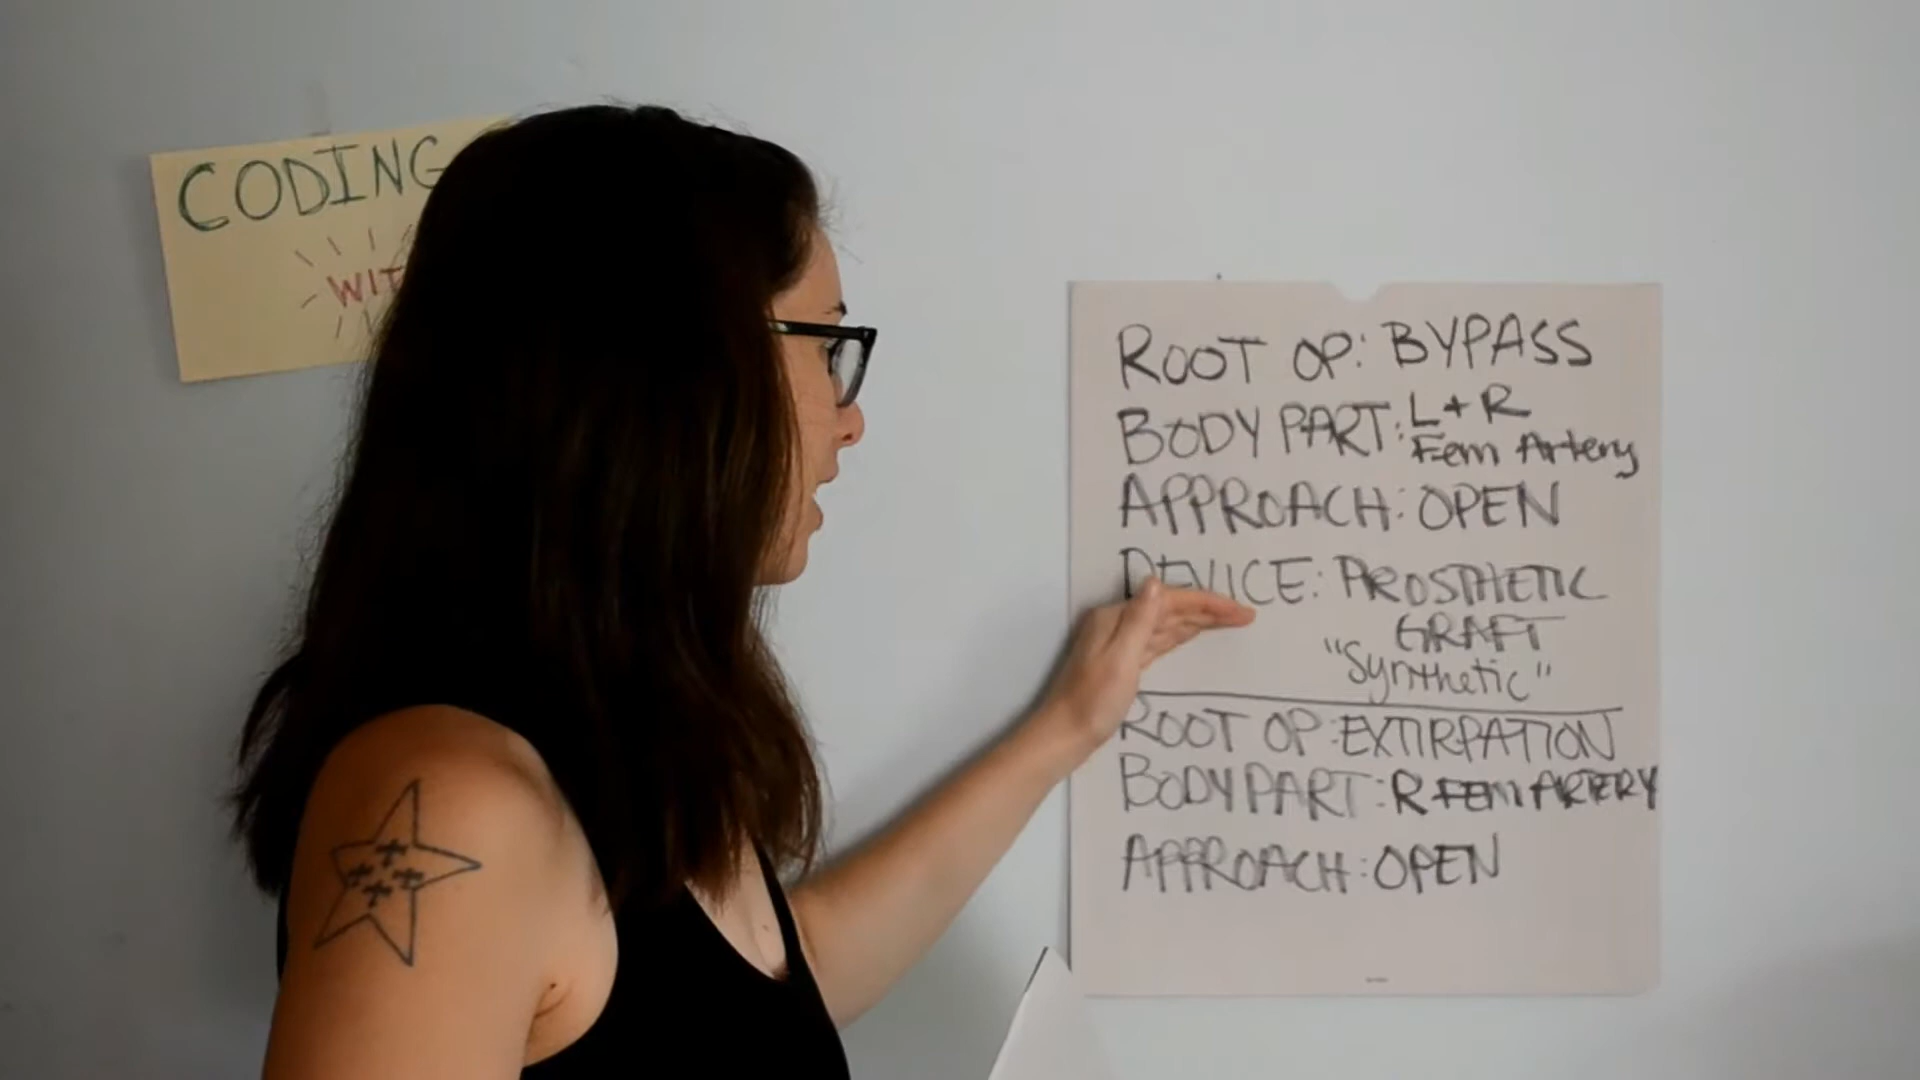 CODING
WIT
ROOT OP: BYPASS
BODY PART: L + R
Fem Artery
APPROACH: OPEN
DEVICE: PROSTHETIC
GRAFT
"Synthetic"
ROOT OP: EXTIRPATION
BODY PART: R FEM ARTERY
APPROACH: OPEN